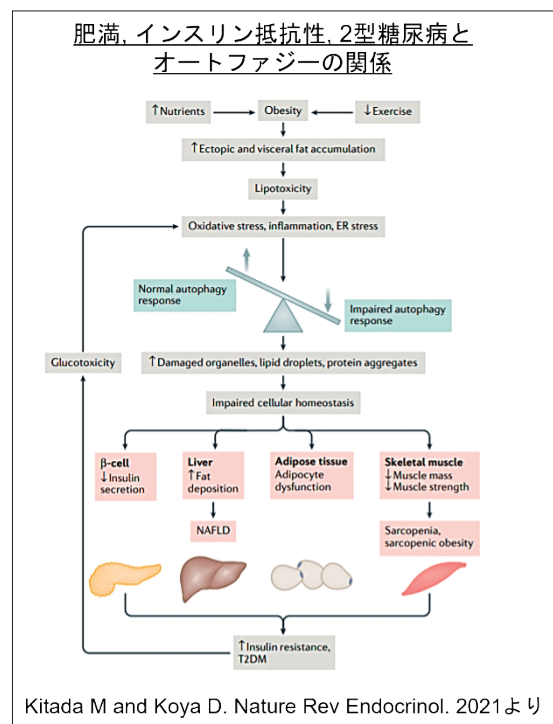 肥満, インスリン抵抗性, 2型糖尿病と
オートファジーの関係
↑Nutrients
Obesity
↓Exercise
↑Ectopic and visceral fat accumulation
Lipotoxicity
Oxidative stress, inflammation, ER stress
Normal autophagy
response
Impaired autophagy
response
Glucotoxicity
↑Damaged organelles, lipid droplets, protein aggregates
Impaired cellular homeostasis
β-cell
↓Insulin
secretion
Liver
↑Fat
deposition
NAFLD
Adipose tissue
Adipocyte
dysfunction
Skeletal muscle
↓Muscle mass
↓Muscle strength
Sarcopenia,
sarcopenic obesity
↑Insulin resistance,
T2DM
Kitada M and Koya D. Nature Rev Endocrinol. 2021より